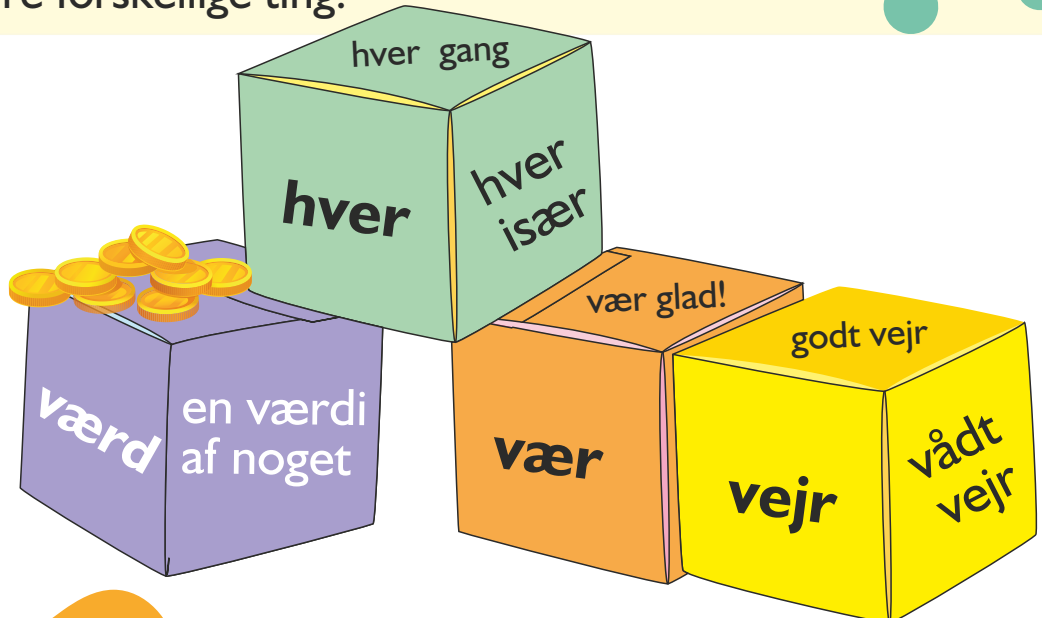 re forskellige ting.
hver gang
hver
hver
især
værd
en værdi
af noget
vær glad!
vær
godt vejr
vejr
vådt
vejr